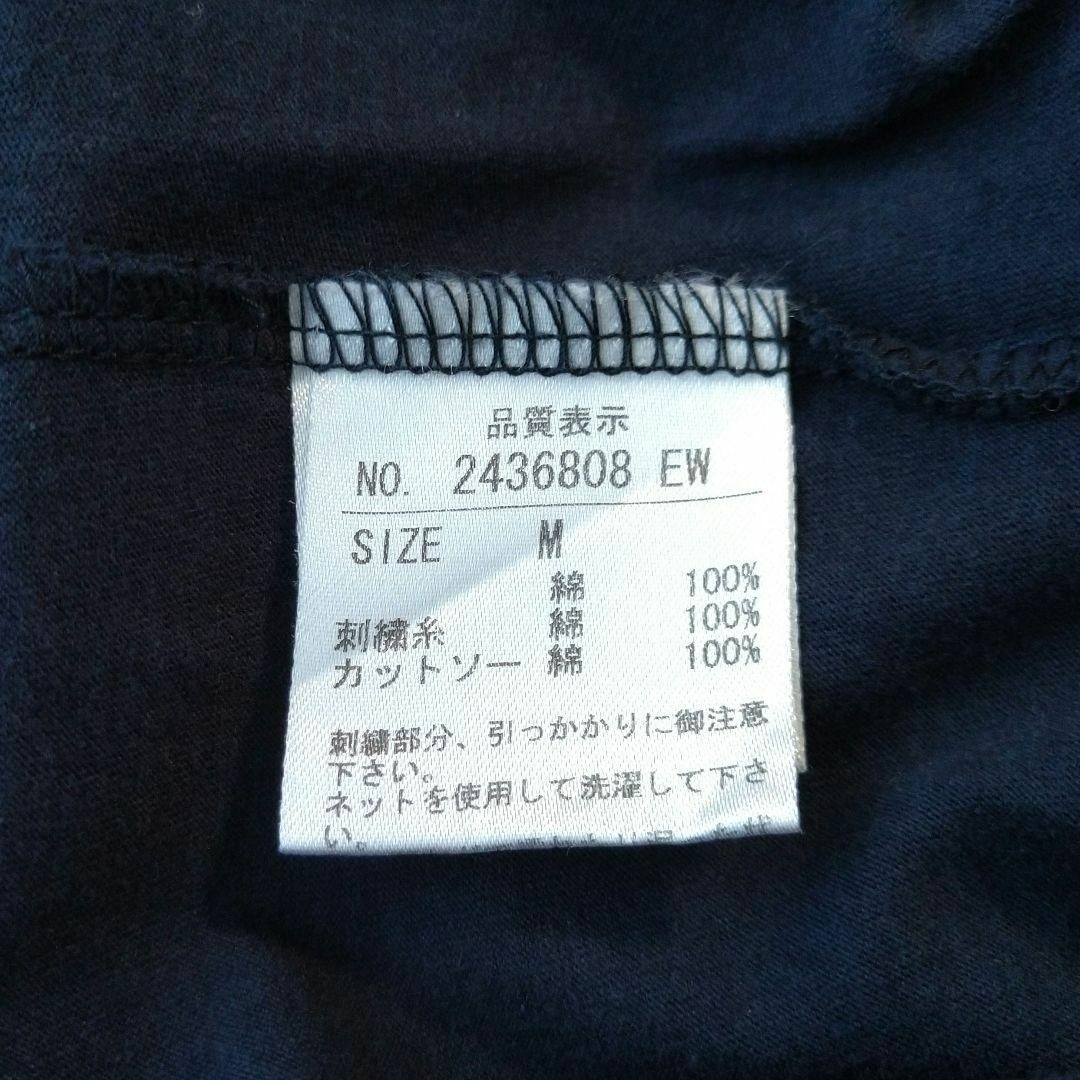 品質表示
NO. 2436808 EW
SIZE M
綿 100%
刺繍糸 綿 100%
カットソー 綿 100%
刺繍部分、引っかかりに御注意
下さい。
ネットを使用して洗濯して下さ
い。